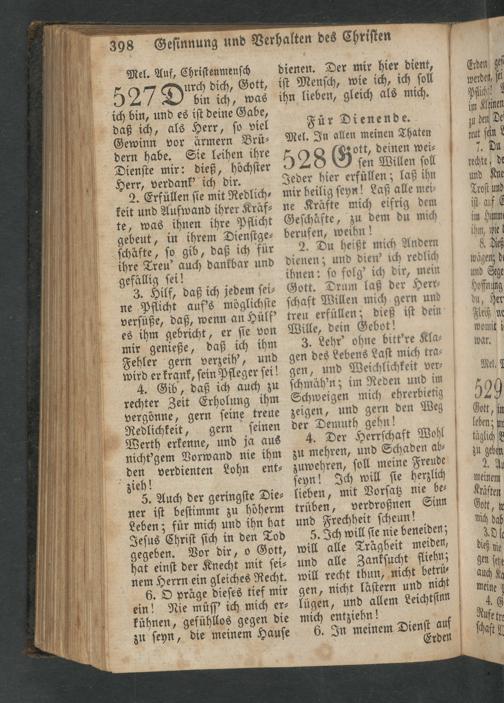 398 Gesinnung und Verhalten des Christen
Mel. Auf, Christenmensch
527 Durch dich, Gott,
bin ich, was
ich bin, und es ist deine Gabe,
daß ich, als Herr, so viel
Gewinn vor ärmern Brü-
dern habe. Sie leihen ihre
Dienste mir: dieß, höchster
Herr, verdank' ich dir.
2. Erfüllen sie mit Redlich-
keit und Aufwand ihrer Kräf-
te, was ihnen ihre Pflicht
gebeut, in ihrem Dienstge-
schäfte, so gib, daß ich für
ihre Treu' auch dankbar und
gefällig sei!
3. Hilf, daß ich jedem sei-
ne Pflicht auf's möglichste
versüße, daß, wenn an Hülf'
es ihm gebricht, er sie von
mir genieße, daß ich ihm
Fehler gern verzeih', und
wird er krank, sein Pfleger sei!
4. Gib', daß ich auch zu
rechter Zeit Erholung ihm
vergönne, gern seine treue
Redlichkeit, gern seinen
Werth erkenne, und ja aus
nicht'gem Vorwand nie ihm
den verdienten Lohn ent-
zieh!
5. Auch der geringste Die-
ner ist bestimmt zu höherm
Leben; für mich und ihn hat
Jesus Christ sich in den Tod
gegeben. Vor dir, o Gott,
hat einst der Knecht mit sei-
nem Herrn ein gleiches Recht.
6. O präge dieses tief mir
ein! Nie müss' ich mich er-
kühnen, gefühllos gegen die
zu seyn, die meinem Hause
dienen. Der mir hier dient,
ist Mensch, wie ich, ich soll
ihn lieben, gleich als mich.
Für Dienende.
Mel. In allen meinen Thaten
528 Gott, deinen wei-
sen Willen soll
Jeder hier erfüllen; laß ihn
mir heilig seyn! Laß alle mei-
ne Kräfte mich eifrig dem
Geschäfte, zu dem du mich
berufen, weihn!
2. Du heißt mich Andern
dienen; und dien' ich redlich
ihnen: so folg' ich dir, mein
Gott. Drum laß der Herr-
schaft Willen mich gern und
treu erfüllen; dieß ist dein
Wille, dein Gebot!
3. Lehr' ohne bitt're Kla-
gen des Lebens Last mich tra-
gen, und Weichlichkeit ver-
schmäh'n; im Reden und im
Schweigen mich ehrerbietig
zeigen, und gern den Weg
der Demuth gehn!
4. Der Herrschaft Wohl
zu mehren, und Schaden ab-
zuwehren, soll meine Freude
seyn! Ich will sie herzlich
lieben, mit Vorsatz nie be-
trüben, verdroßnen Sinn
und Frechheit scheun!
5. Ich will sie nie beneiden;
will alle Trägheit meiden,
und alle Zanksucht fliehn;
will recht thun, nicht betrü-
gen, nicht lästern und nicht
lügen, und allem Leichtsinn
mich entziehn!
6. In meinem Dienst auf
Erden